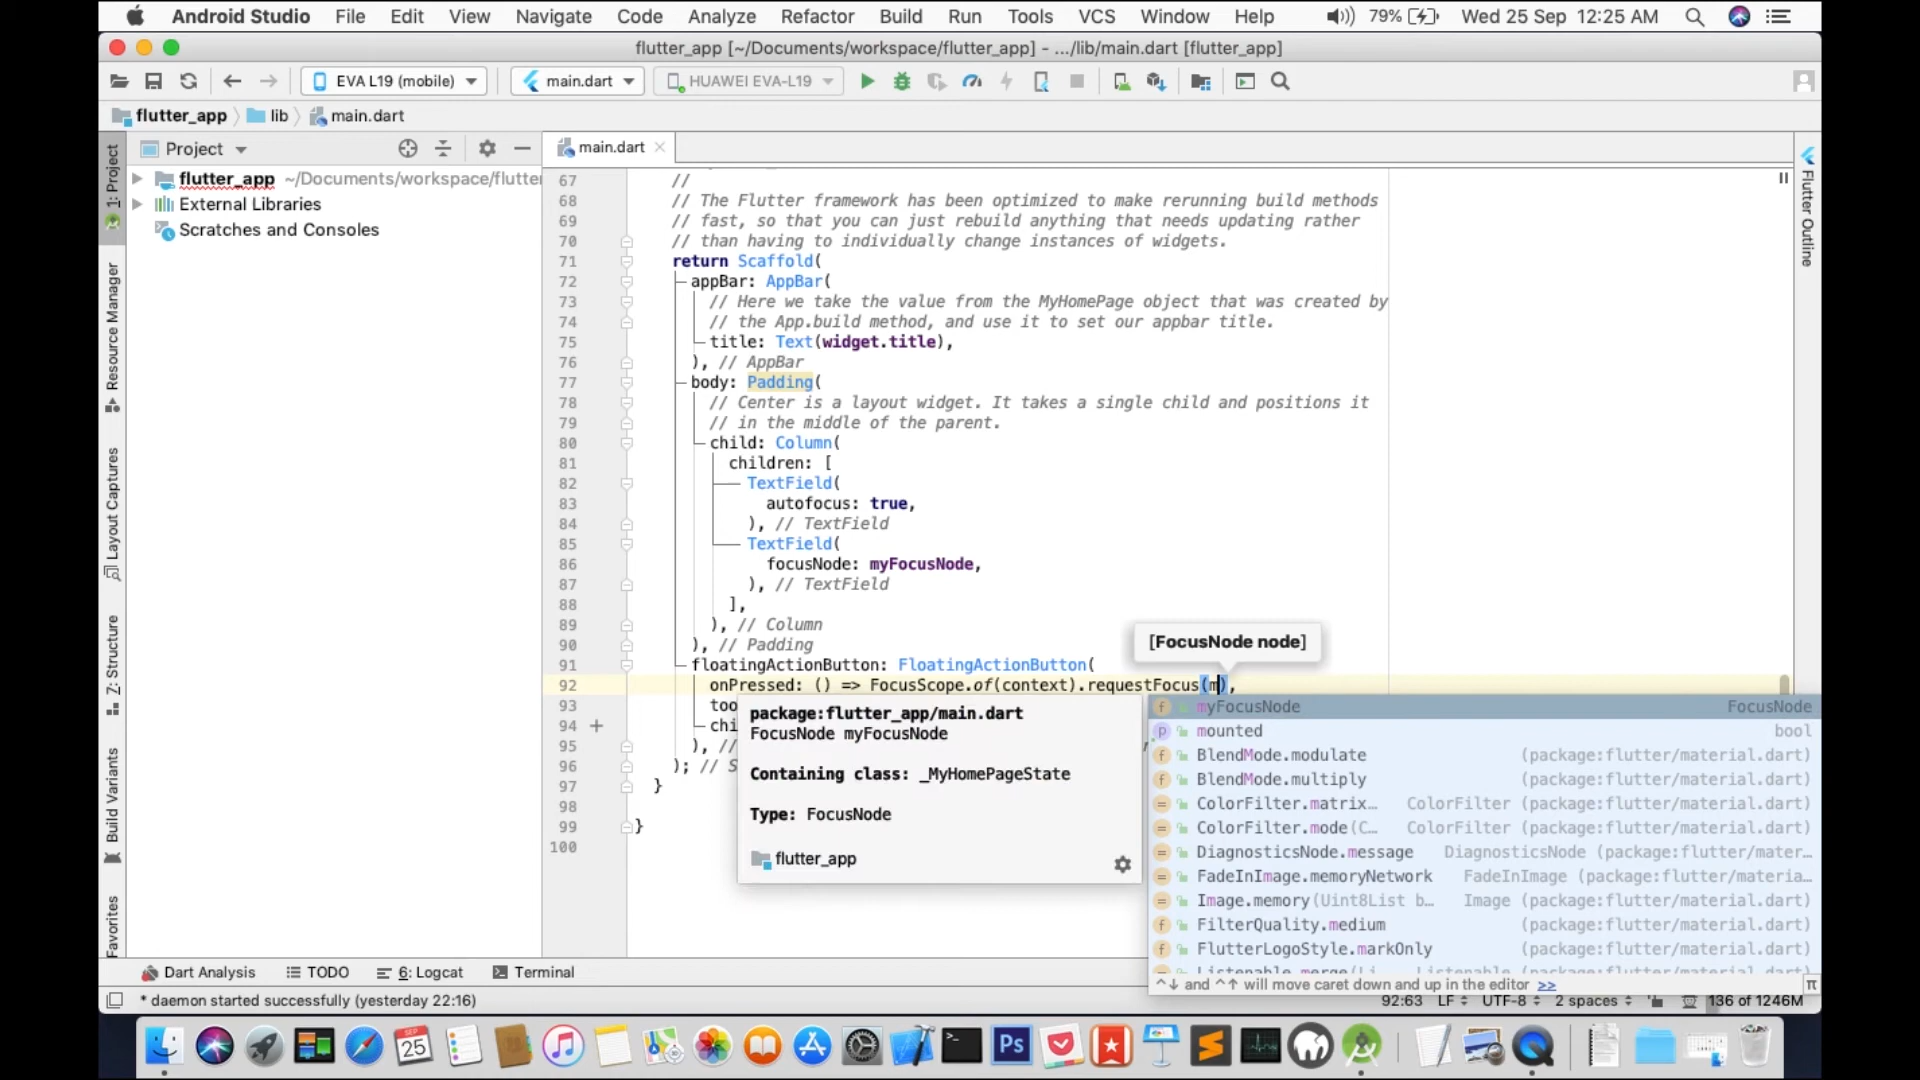 Android Studio File Edit View Navigate Code Analyze Refactor Build Run Tools VCS Window Help 79% Wed 25 Sep 12:25 AM
flutter_app [~/Documents/workspace/flutter_app] - .../lib/main.dart [flutter_app]
EVA L19 (mobile) main.dart HUAWEI EVA-L19
flutter_app lib main.dart
Project
main.dart
flutter_app ~/Documents/workspace/flutter
External Libraries
Scratches and Consoles
1: Project
Resource Manager
Layout Captures
Z: Structure
Build Variants
Favorites
Flutter Outline
67 //
68 // The Flutter framework has been optimized to make rerunning build methods
69 // fast, so that you can just rebuild anything that needs updating rather
70 // than having to individually change instances of widgets.
71 return Scaffold(
72 appBar: AppBar(
73 // Here we take the value from the MyHomePage object that was created by
74 // the App.build method, and use it to set our appbar title.
75 title: Text(widget.title),
76 ), // AppBar
77 body: Padding(
78 // Center is a layout widget. It takes a single child and positions it
79 // in the middle of the parent.
80 child: Column(
81 children: [
82 TextField(
83 autofocus: true,
84 ), // TextField
85 TextField(
86 focusNode: myFocusNode,
87 ), // TextField
88 ],
89 ), // Column
90 ), // Padding
[FocusNode node]
91 floatingActionButton: FloatingActionButton(
92 onPressed: () => FocusScope.of(context).requestFocus(m),
93 too
94 chi
95 ), //
96 ); // S
97 }
98
99 }
100
package:flutter_app/main.dart
FocusNode myFocusNode
Containing class: _MyHomePageState
Type: FocusNode
flutter_app
myFocusNode FocusNode
mounted bool
BlendMode.modulate (package:flutter/material.dart)
BlendMode.multiply (package:flutter/material.dart)
ColorFilter.matrix… ColorFilter (package:flutter/material.dart)
ColorFilter.mode(C… ColorFilter (package:flutter/material.dart)
DiagnosticsNode.message DiagnosticsNode (package:flutter/mater…
FadeInImage.memoryNetwork FadeInImage (package:flutter/materia…
Image.memory(Uint8List b… Image (package:flutter/material.dart)
FilterQuality.medium (package:flutter/material.dart)
FlutterLogoStyle.markOnly (package:flutter/material.dart)
Listenable.merge(Li… Listenable (package:flutter/material.dart)
^↓ and ^↑ will move caret down and up in the editor >> π
Dart Analysis TODO 6: Logcat Terminal
* daemon started successfully (yesterday 22:16) 92:63 LF UTF-8 2 spaces 136 of 1246M
SEP
25
Ps